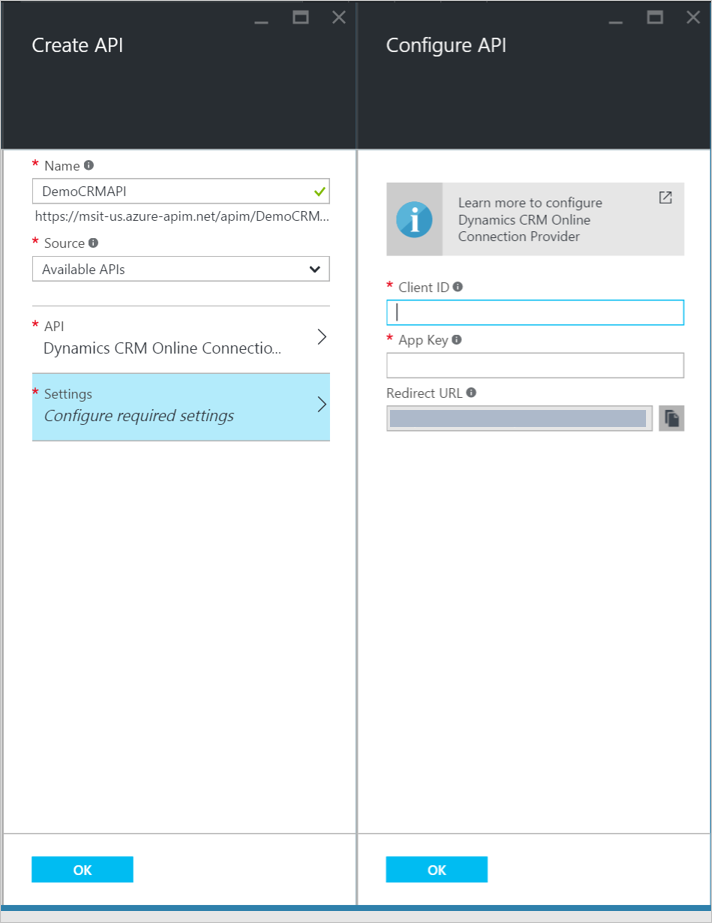 Create API
* Name
DemoCRMAPI
https://msit-us.azure-apim.net/apim/DemoCRM...
* Source
Available APIs
* API
Dynamics CRM Online Connectio...
* Settings
Configure required settings
OK
Configure API
Learn more to configure
Dynamics CRM Online
Connection Provider
* Client ID
* App Key
Redirect URL
OK